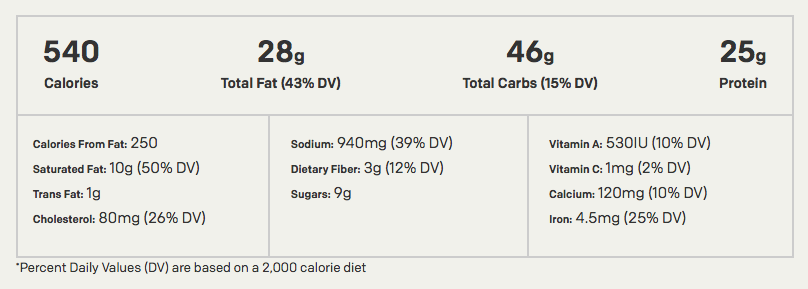 540 28g 46g 25g
Calories Total Fat (43% DV) Total Carbs (15% DV) Protein
Calories From Fat: 250
Saturated Fat: 10g (50% DV)
Trans Fat: 1g
Cholesterol: 80mg (26% DV)
Sodium: 940mg (39% DV)
Dietary Fiber: 3g (12% DV)
Sugars: 9g
Vitamin A: 530IU (10% DV)
Vitamin C: 1mg (2% DV)
Calcium: 120mg (10% DV)
Iron: 4.5mg (25% DV)
*Percent Daily Values (DV) are based on a 2,000 calorie diet